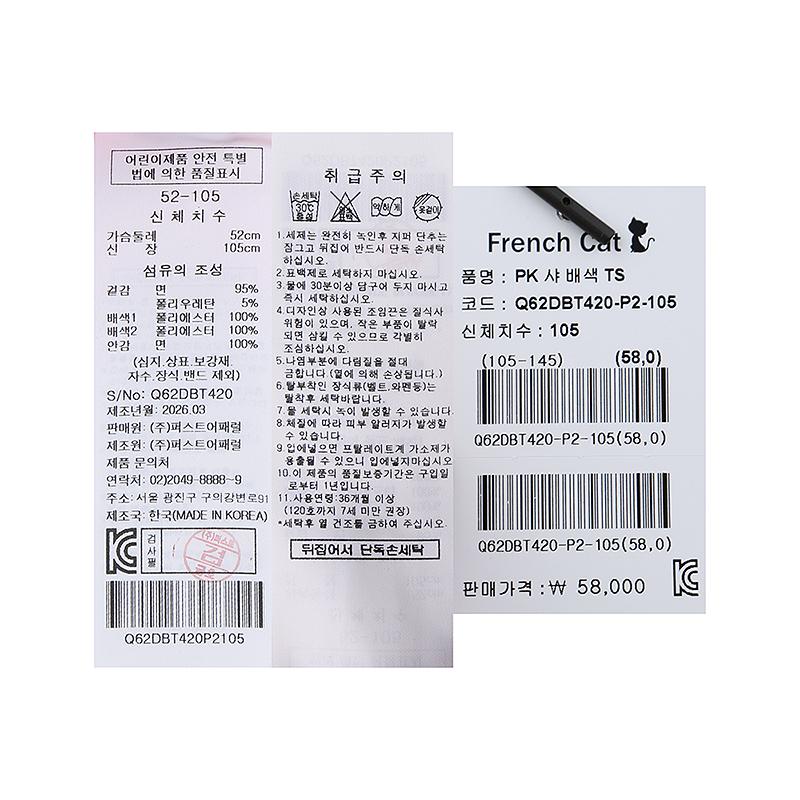 어린이제품 안전 특별
법에 의한 품질표시
52-105
신체치수
가슴둘레 52cm
신 장 105cm
섬유의 조성
겉감 면 95%
폴리우레탄 5%
배색1 폴리에스터 100%
배색2 폴리에스터 100%
안감 면 100%
(심지.상표.보강재.
자수.장식.밴드 제외)
S/No: Q62DBT420
제조년월: 2026.03
판매원: (주)퍼스트어패럴
제조원: (주)퍼스트어패럴
제품 문의처
연락처: 02)2049-8888~9
주소: 서울 광진구 구의강변로91
제조국: 한국(MADE IN KOREA)
검사필
(주)퍼스트
Q62DBT420P2105
취급주의
손세탁
30℃
중성
약하게
옷걸이
1.세제는 완전히 녹인후 지퍼 단추는
잠그고 뒤집어 반드시 단독 손세탁
하십시오.
2.표백제로 세탁하지 마십시오.
3.물에 30분이상 담구어 두지 마시고
즉시 세탁하십시오.
4.디자인상 사용된 조임끈은 질식사
위험이 있으며, 작은 부품이 탈락
되면 삼킬 수 있으므로 각별히
조심하십시오.
5.나염부분에 다림질을 절대
금합니다(열에 의해 손상됩니다.)
6.탈부착인 장식류(벨트,와펜등)는
탈착후 세탁바랍니다.
7.물 세탁시 녹이 발생할 수 있습니다.
8.체질에 따라 피부 알러지가 발생할
수 있습니다.
9.입에넣으면 프탈레이트계 가소제가
용출될 수 있으니 입에넣지마십시오
10.이 제품의 품질보증기간은 구입일
로부터 1년입니다.
11.사용연령:36개월 이상
(120호까지 7세 미만 권장)
*세탁후 열 건조를 금하여 주십시오.
뒤집어서 단독손세탁
French Cat
품명 : PK 샤 배색 TS
코드 : Q62DBT420-P2-105
신체치수 : 105
(105-145) (58,0)
Q62DBT420-P2-105(58,0)
Q62DBT420-P2-105(58,0)
판매가격 :₩ 58,000